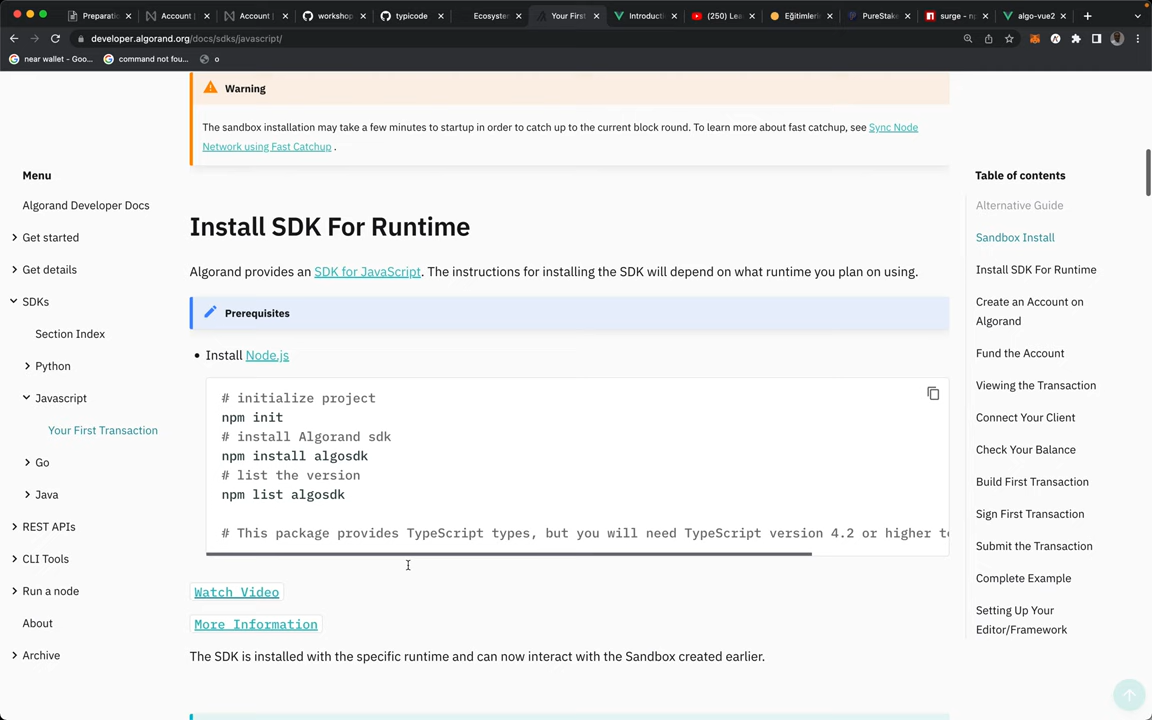 Preparatio
Account |
Account |
workshop
typicode
Ecosyster
Your First
Introducti
(250) Lea
Eğitimlerin
PureStake
surge - np
algo-vue2
developer.algorand.org/docs/sdks/javascript/
near wallet - Goo...
command not fou...
o
Warning
The sandbox installation may take a few minutes to startup in order to catch up to the current block round. To learn more about fast catchup, see Sync Node
Network using Fast Catchup .
Menu
Algorand Developer Docs
Get started
Get details
SDKs
Section Index
Python
Javascript
Your First Transaction
Go
Java
REST APIs
CLI Tools
Run a node
About
Archive
Install SDK For Runtime
Algorand provides an SDK for JavaScript. The instructions for installing the SDK will depend on what runtime you plan on using.
Prerequisites
• Install Node.js
# initialize project
npm init
# install Algorand sdk
npm install algosdk
# list the version
npm list algosdk
# This package provides TypeScript types, but you will need TypeScript version 4.2 or higher to
Watch Video
More Information
The SDK is installed with the specific runtime and can now interact with the Sandbox created earlier.
Table of contents
Alternative Guide
Sandbox Install
Install SDK For Runtime
Create an Account on
Algorand
Fund the Account
Viewing the Transaction
Connect Your Client
Check Your Balance
Build First Transaction
Sign First Transaction
Submit the Transaction
Complete Example
Setting Up Your
Editor/Framework